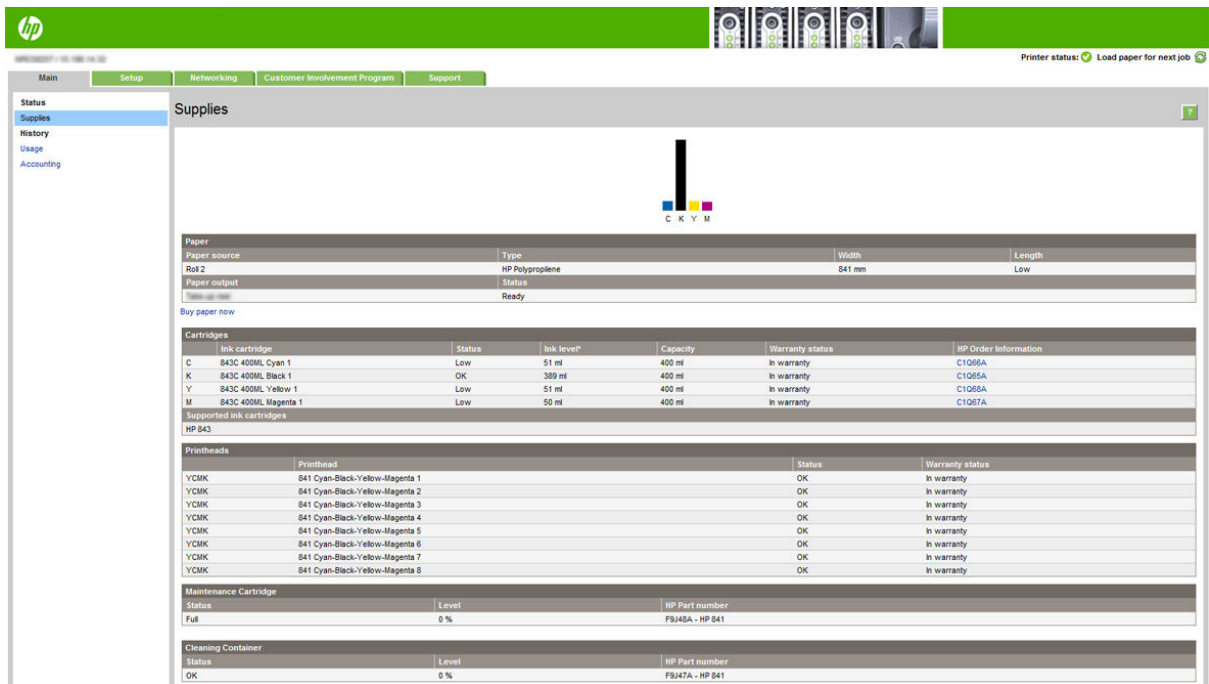 hp
Printer status: Load paper for next job
Main Setup Networking Customer Involvement Program Support
Status
Supplies
History
Usage
Accounting
Supplies
?
C K Y M
Paper
Paper source Type Width Length
Roll 2 HP Polypropilene 841 mm Low
Paper output Status
Ready
Buy paper now
Cartridges
Ink cartridge Status Ink level* Capacity Warranty status HP Order Information
C 843C 400ML Cyan 1 Low 51 ml 400 ml In warranty C1Q66A
K 843C 400ML Black 1 OK 389 ml 400 ml In warranty C1Q65A
Y 843C 400ML Yellow 1 Low 51 ml 400 ml In warranty C1Q68A
M 843C 400ML Magenta 1 Low 50 ml 400 ml In warranty C1Q67A
Supported ink cartridges
HP 843
Printheads
Printhead Status Warranty status
YCMK 841 Cyan-Black-Yellow-Magenta 1 OK In warranty
YCMK 841 Cyan-Black-Yellow-Magenta 2 OK In warranty
YCMK 841 Cyan-Black-Yellow-Magenta 3 OK In warranty
YCMK 841 Cyan-Black-Yellow-Magenta 4 OK In warranty
YCMK 841 Cyan-Black-Yellow-Magenta 5 OK In warranty
YCMK 841 Cyan-Black-Yellow-Magenta 6 OK In warranty
YCMK 841 Cyan-Black-Yellow-Magenta 7 OK In warranty
YCMK 841 Cyan-Black-Yellow-Magenta 8 OK In warranty
Maintenance Cartridge
Status Level HP Part number
Full 0 % F9J48A - HP 841
Cleaning Container
Status Level HP Part number
OK 0 % F9J47A - HP 841